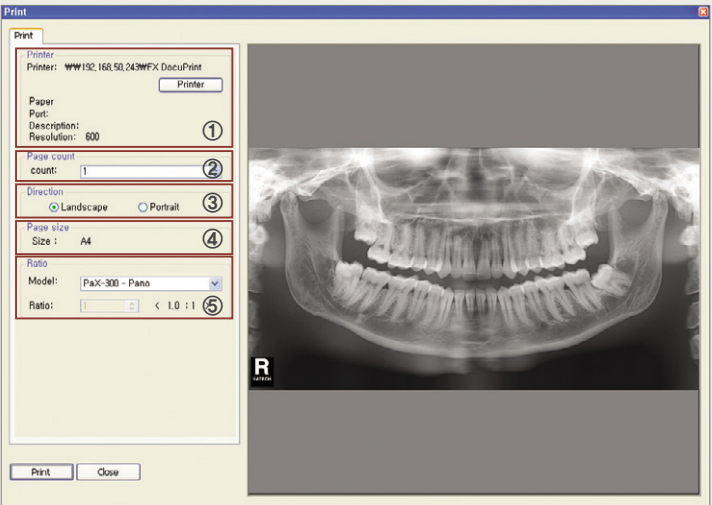 Print
Print
Printer
Printer: ₩₩192,168,50,243₩FX DocuPrint
Printer
Paper
Port:
Description:
Resolution: 600
①
Page count
count: 1
②
Direction
Landscape Portrait
③
Page size
Size : A4
④
Ratio
Model: PaX-300 - Pano
Ratio: 1 < 1.0 : 1
⑤
R
VATECH
Print Close